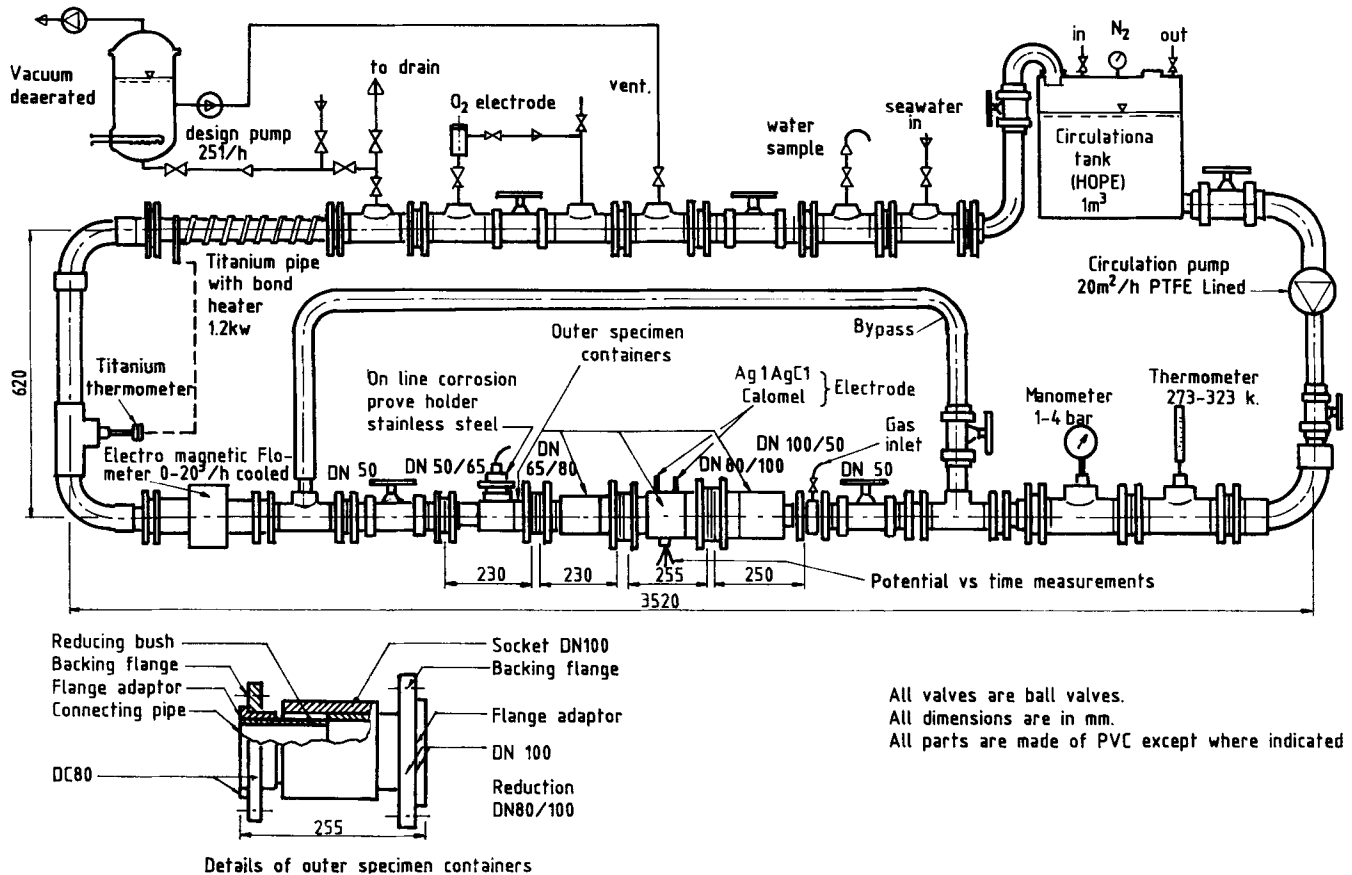 in
N2
out
Vacuum
deaerated
to drain
O2 electrode
vent.
design pump
251/h
water
sample
seawater
in
Circulationa
tank
(HOPE)
1m3
Titanium pipe
with bond
heater
1.2kw
Circulation pump
20m2/h PTFE Lined
Bypass
620
Titanium
thermometer
Outer specimen
containers
On line corrosion
prove holder
stainless steel
Ag1AgC1
Calomel
Electrode
Manometer
1-4 bar
Thermometer
273-323 k.
Electro magnetic Flo-
meter 0-203/h cooled
DN 50
DN 50/65
DN
65/80
DN 80/100
DN 100/50
Gas
inlet
DN 50
230
230
255
250
Potential vs time measurements
3520
Reducing bush
Backing flange
Flange adaptor
Connecting pipe
DC80
Socket DN100
Backing flange
Flange adaptor
DN 100
Reduction
DN80/100
255
Details of outer specimen containers
All valves are ball valves.
All dimensions are in mm.
All parts are made of PVC except where indicated